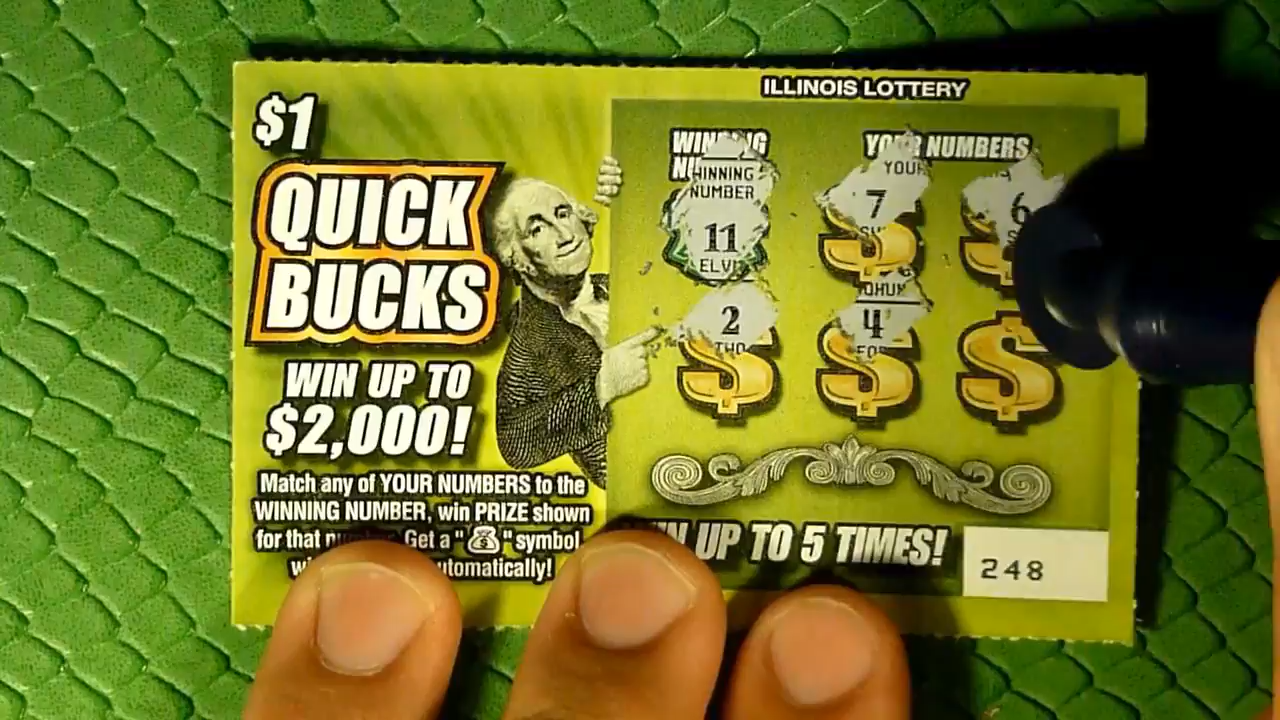 ILLINOIS LOTTERY
$1
QUICK
BUCKS
WIN UP TO
$2,000!
Match any of YOUR NUMBERS to the
WINNING NUMBER, win PRIZE shown
for that Get a " " symbol
automatically!
WINNING
YOUR NUMBERS
WINNING
NUMBER
11
YOUR
7
6
2
THO
4
UP TO 5 TIMES!
248